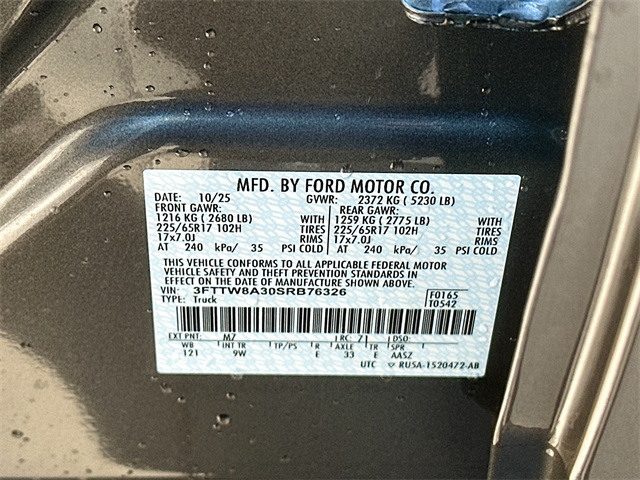 MFD. BY FORD MOTOR CO.
DATE: 10/25 GVWR: 2372 KG ( 5230 LB)
FRONT GAWR: REAR GAWR:
1216 KG ( 2680 LB) WITH 1259 KG ( 2775 LB) WITH
225/65R17 102H TIRES 225/65R17 102H TIRES
17x7.0J RIMS 17x7.0J RIMS
AT 240 kPa/ 35 PSI COLD AT 240 kPa/ 35 PSI COLD
THIS VEHICLE CONFORMS TO ALL APPLICABLE FEDERAL MOTOR
VEHICLE SAFETY AND THEFT PREVENTION STANDARDS IN
EFFECT ON THE DATE OF MANUFACTURE SHOWN ABOVE.
VIN: 3FTTW8A30SRB76326 F0165
TYPE: Truck T0542
EXT PNT: M7 RC: 71 DSO:
WB INT TR TP/PS R AXLE TR SPR
121 9W E 33 E AASZ
UTC RU5A-1520472-AB